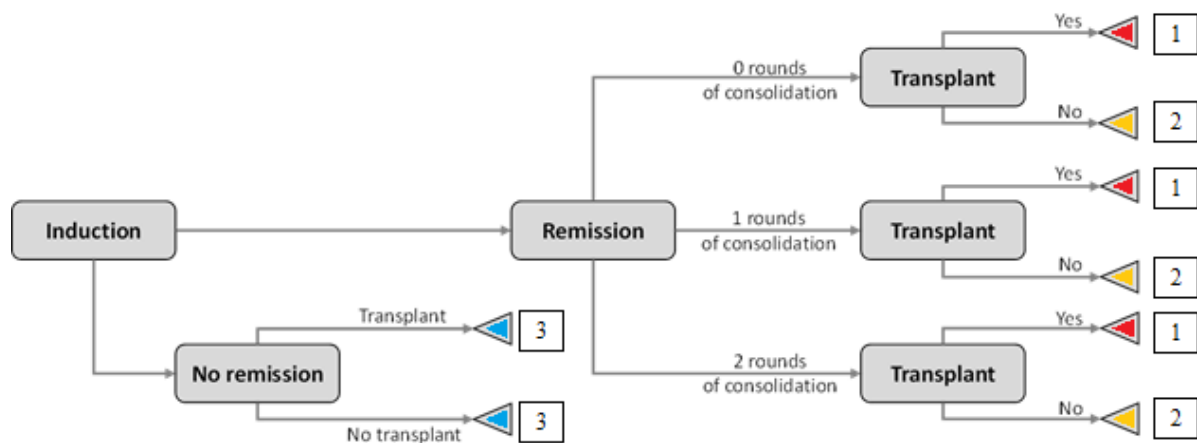 Yes
1
0 rounds
of consolidation
Transplant
No
2
Yes
1
Induction
Remission
1 rounds
of consolidation
Transplant
No
2
Transplant
3
Yes
1
No remission
2 rounds
of consolidation
Transplant
No transplant
3
No
2